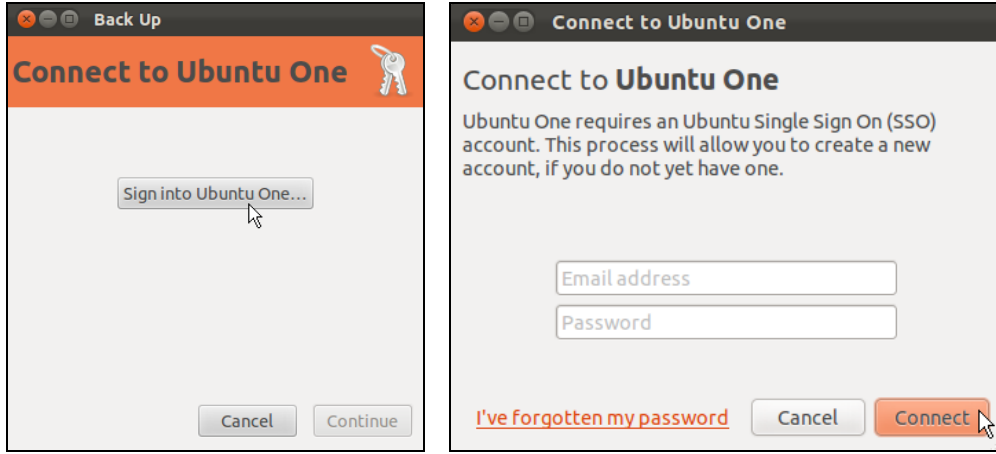 Back Up
Connect to Ubuntu One
Sign into Ubuntu One...
Cancel
Continue
Connect to Ubuntu One
Connect to Ubuntu One
Ubuntu One requires an Ubuntu Single Sign On (SSO)
account. This process will allow you to create a new
account, if you do not yet have one.
Email address
Password
I've forgotten my password
Cancel
Connect